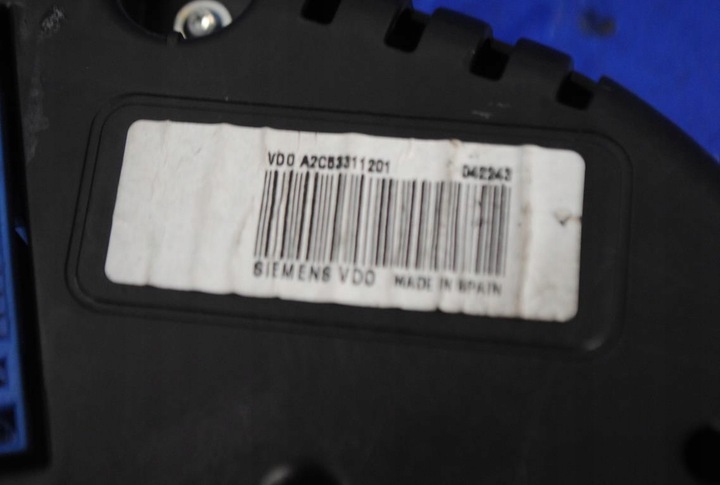 VDO A2C53311201 042243
SIEMENS VDO MADE IN SPAIN